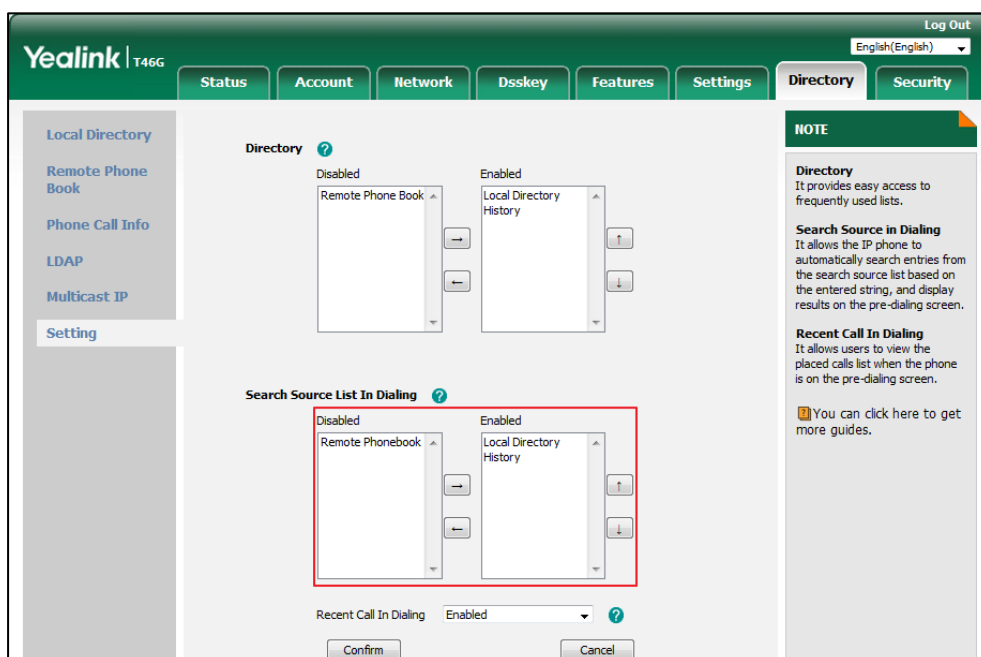 Log Out
Yealink T46G
English(English)
Status Account Network Dsskey Features Settings Directory Security
Local Directory
Remote Phone
Book
Phone Call Info
LDAP
Multicast IP
Setting
Directory ?
Disabled Enabled
Remote Phone Book
Local Directory
History
→
←
↑
↓
Search Source List In Dialing ?
Disabled Enabled
Remote Phonebook
Local Directory
History
→
←
↑
↓
Recent Call In Dialing Enabled ?
Confirm Cancel
NOTE
Directory
It provides easy access to
frequently used lists.
Search Source in Dialing
It allows the IP phone to
automatically search entries from
the search source list based on
the entered string, and display
results on the pre-dialing screen.
Recent Call In Dialing
It allows users to view the
placed calls list when the phone
is on the pre-dialing screen.
? You can click here to get
more guides.